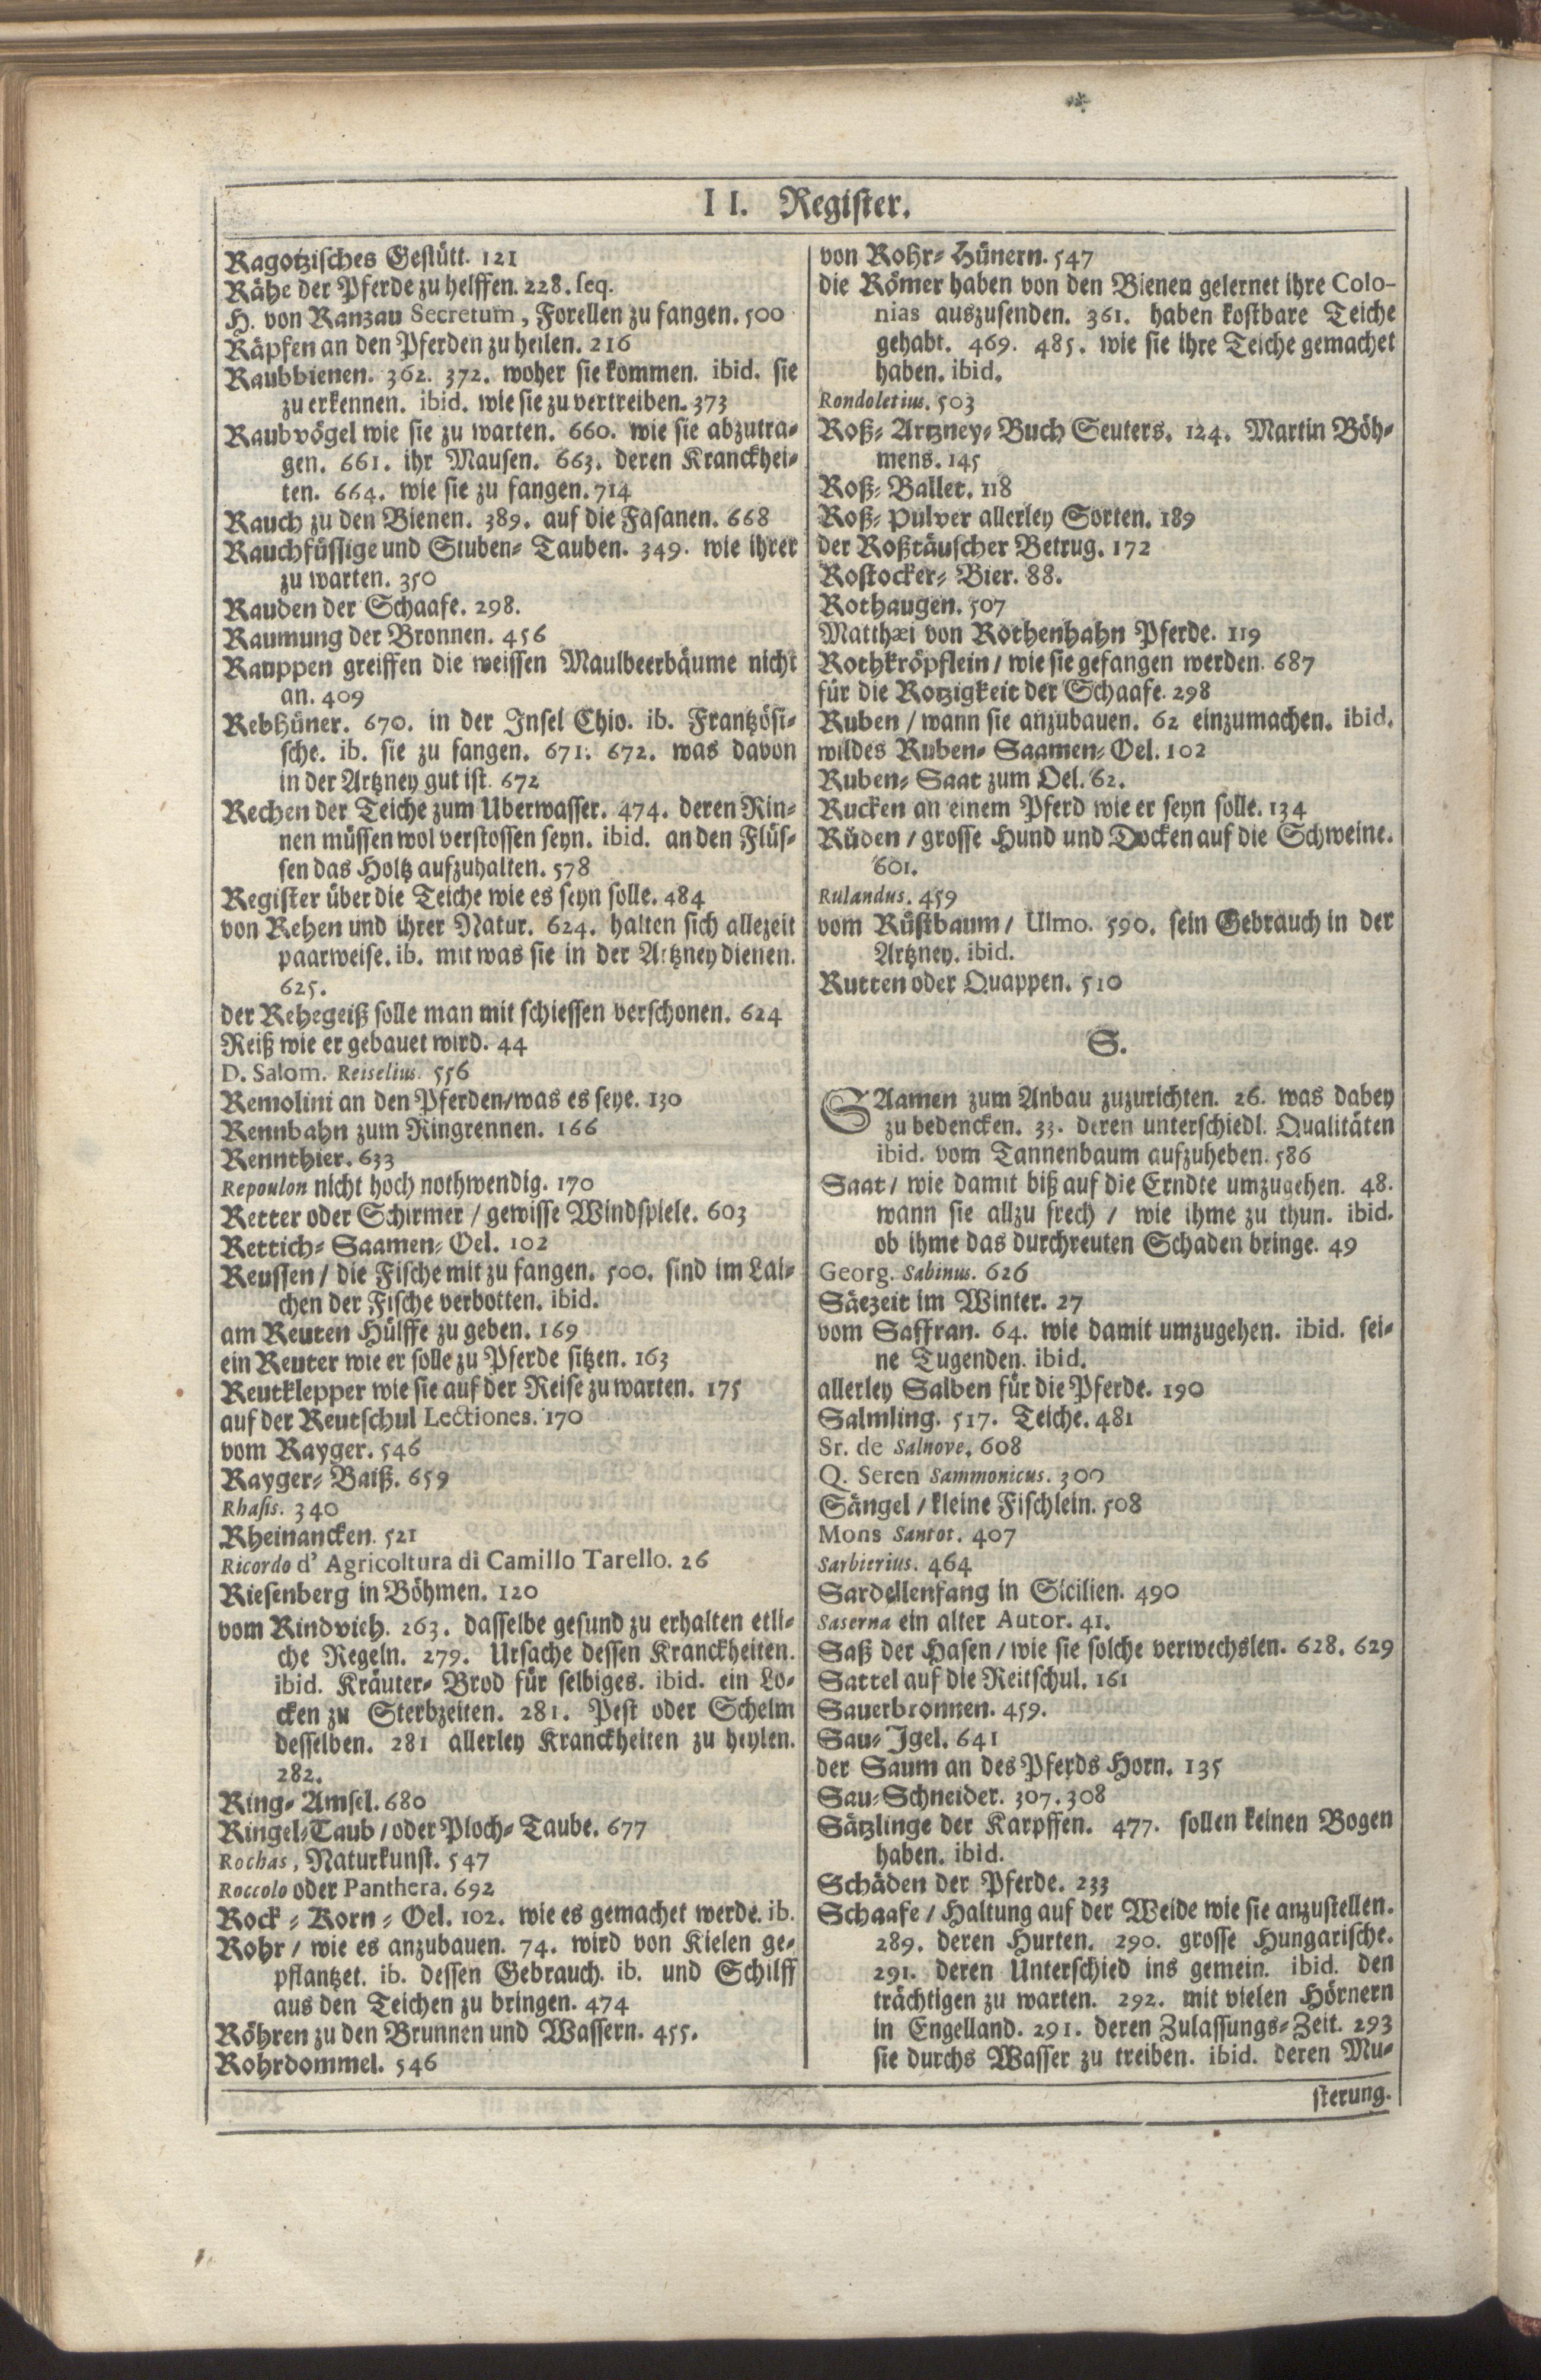 II. Register.
Ragotzisches Gestütt. 121
Rähe der Pferde zu helffen. 228. seq.
H. von Ranzau Secretum, Forellen zu fangen. 500
Räpfen an den Pferden zu heilen. 216
Raubbienen. 362. 372. woher sie kommen. ibid. sie
zu erkennen. ibid. wie sie zu vertreiben. 373
Raubvögel wie sie zu warten. 660. wie sie abzutra-
gen. 661. ihr Mausen. 663. deren Kranckhei-
ten. 664. wie sie zu fangen. 714
Rauch zu den Bienen. 389. auf die Fasanen. 668
Rauchfüssige und Stuben-Tauben. 349. wie ihrer
zu warten. 350
Rauden der Schaafe. 298.
Raumung der Bronnen. 456
Rauppen greiffen die weissen Maulbeerbäume nicht
an. 409
Rebhüner. 670. in der Insel Chio. ib. Frantzösi-
sche. ib. sie zu fangen. 671. 672. was davon
in der Artzney gut ist. 672
Rechen der Teiche zum Uberwasser. 474. deren Rin-
nen müssen wol verstossen seyn. ibid. an den Flüs-
sen das Holtz aufzuhalten. 578
Register über die Teiche wie es seyn solle. 484
von Rehen und ihrer Natur. 624. halten sich allezeit
paarweise. ib. mit was sie in der Artzney dienen.
625.
der Rehegeiß solle man mit schiessen verschonen. 624
Reiß wie er gebauet wird. 44
D. Salom. Reiselius. 556
Remolini an den Pferden/was es seye. 130
Rennbahn zum Ringrennen. 166
Rennthier. 633
Repoulon nicht hoch nothwendig. 170
Retter oder Schirmer / gewisse Windspiele. 603
Rettich-Saamen-Oel. 102
Reussen / die Fische mit zu fangen. 500. sind im Lai-
chen der Fische verbotten. ibid.
am Reuten Hülffe zu geben. 169
ein Reuter wie er solle zu Pferde sitzen. 163
Reutklepper wie sie auf der Reise zu warten. 175
auf der Reutschul Lectiones. 170
vom Rayger. 546
Rayger-Baiß. 659
Rhasis. 340
Rheinancken. 521
Ricordo d' Agricoltura di Camillo Tarello. 26
Riesenberg in Böhmen. 120
vom Rindvieh. 263. dasselbe gesund zu erhalten etli-
che Regeln. 279. Ursache dessen Kranckheiten.
ibid. Kräuter-Brod für selbiges. ibid. ein Lo-
cken zu Sterbzeiten. 281. Pest oder Schelm
desselben. 281 allerley Kranckheiten zu heylen.
282.
Ring-Amsel. 680
Ringel-Taub / oder Ploch-Taube. 677
Rochas, Naturkunst. 547
Roccolo oder Panthera. 692
Rock-Korn-Oel. 102. wie es gemachet werde. ib.
Rohr / wie es anzubauen. 74. wird von Kielen ge-
pflantzet. ib. dessen Gebrauch. ib. und Schilff
aus den Teichen zu bringen. 474
Röhren zu den Brunnen und Wassern. 455.
Rohrdommel. 546
von Rohr-Hünern. 547
die Römer haben von den Bienen gelernet ihre Colo-
nias auszusenden. 361. haben kostbare Teiche
gehabt. 469. 485. wie sie ihre Teiche gemachet
haben. ibid.
Rondoletius. 503
Roß-Artzney-Buch Seuters. 124. Martin Böh-
mens. 145
Roß-Ballet. 118
Roß-Pulver allerley Sorten. 189
der Roßtäuscher Betrug. 172
Rostocker-Bier. 88.
Rothaugen. 507
Matthæi von Rothenhahn Pferde. 119
Rothkröpflein / wie sie gefangen werden. 687
für die Rotzigkeit der Schaafe. 298
Ruben / wann sie anzubauen. 62 einzumachen. ibid.
wildes Ruben-Saamen-Oel. 102
Ruben-Saat zum Oel. 62.
Rucken an einem Pferd wie er seyn solle. 134
Rüden / grosse Hund und Docken auf die Schweine.
601.
Rulandus. 459
vom Rüstbaum / Ulmo. 590. sein Gebrauch in der
Artzney. ibid.
Rutten oder Quappen. 510
S.
SAamen zum Anbau zuzurichten. 26. was dabey
zu bedencken. 33. deren unterschiedl. Qualitäten
ibid. vom Tannenbaum aufzuheben. 586
Saat / wie damit biß auf die Erndte umzugehen. 48.
wann sie allzu frech / wie ihme zu thun. ibid.
ob ihme das durchreuten Schaden bringe. 49
Georg. Sabinus. 626
Säezeit im Winter. 27
vom Saffran. 64. wie damit umzugehen. ibid. sei-
ne Tugenden. ibid.
allerley Salben für die Pferde. 190
Salmling. 517. Teiche. 481
Sr. de Salnove. 608
Q. Seren Sammonicus. 300
Sängel / kleine Fischlein. 508
Mons Santot. 407
Sarbierius. 464
Sardellenfang in Sicilien. 490
Saserna ein alter Autor. 41.
Saß der Hasen / wie sie solche verwechslen. 628. 629
Sattel auf die Reitschul. 161
Sauerbronnen. 459.
Sau-Igel. 641
der Saum an des Pferds Horn. 135
Sau-Schneider. 307. 308
Sätzlinge der Karpffen. 477. sollen keinen Bogen
haben. ibid.
Schäden der Pferde. 233
Schaafe / Haltung auf der Weide wie sie anzustellen.
289. deren Hurten. 290. grosse Hungarische.
291. deren Unterschied ins gemein. ibid. den
trächtigen zu warten. 292. mit vielen Hörnern
in Engelland. 291. deren Zulassungs-Zeit. 293
sie durchs Wasser zu treiben. ibid. deren Mu-
sterung.